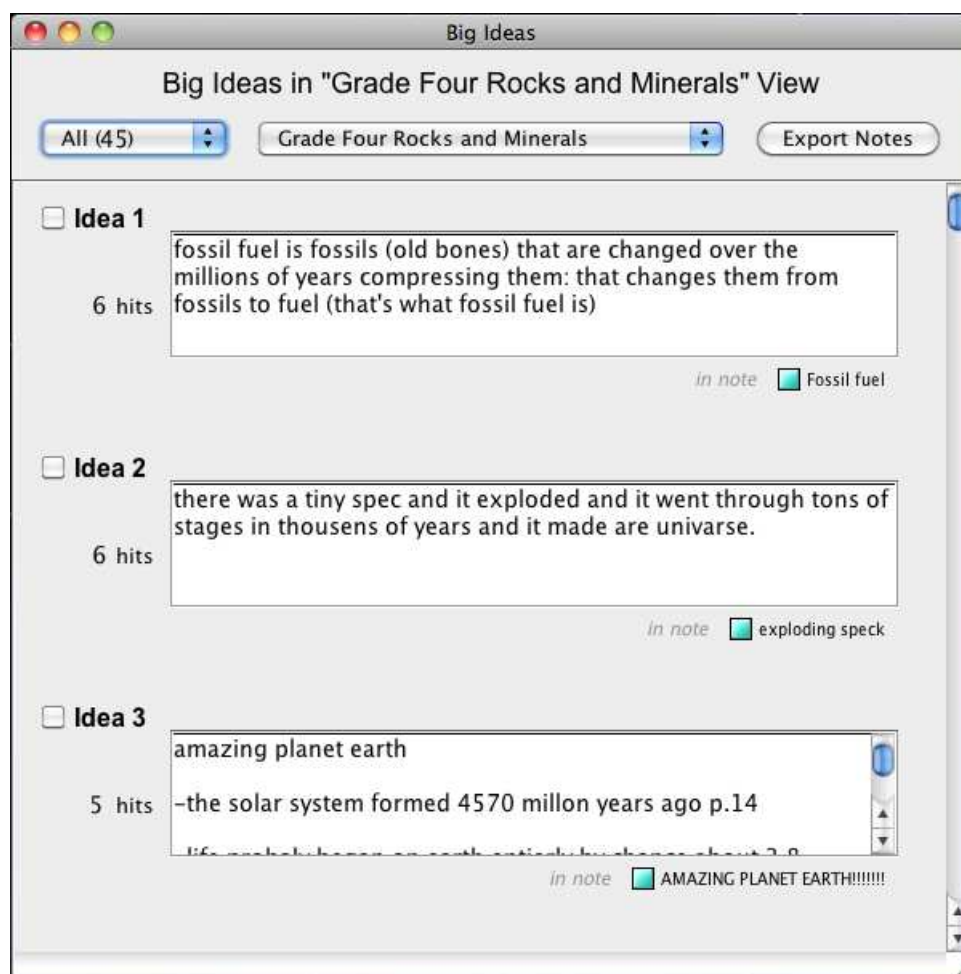 Big Ideas
Big Ideas in "Grade Four Rocks and Minerals" View
All (45)
Grade Four Rocks and Minerals
Export Notes
Idea 1
6 hits
fossil fuel is fossils (old bones) that are changed over the
millions of years compressing them: that changes them from
fossils to fuel (that's what fossil fuel is)
in note
Fossil fuel
Idea 2
6 hits
there was a tiny spec and it exploded and it went through tons of
stages in thousens of years and it made are univarse.
in note
exploding speck
Idea 3
5 hits
amazing planet earth
-the solar system formed 4570 millon years ago p.14
in note
AMAZING PLANET EARTH!!!!!!!